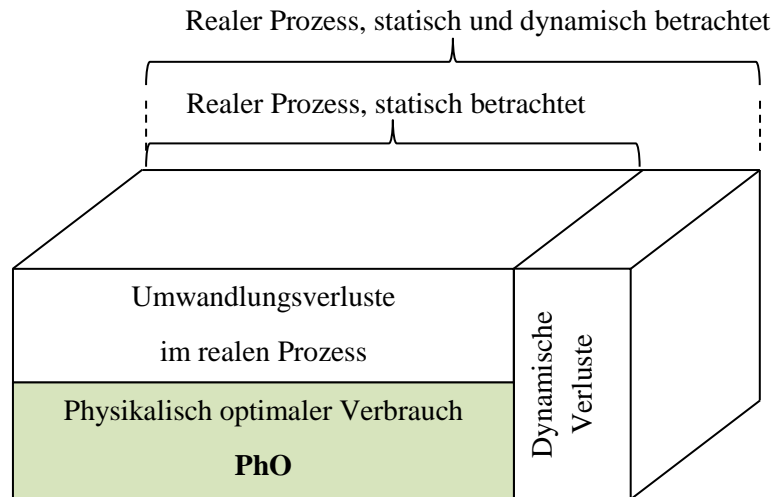 Realer Prozess, statisch und dynamisch betrachtet
Realer Prozess, statisch betrachtet
Umwandlungsverluste
im realen Prozess
Physikalisch optimaler Verbrauch
PhO
Dynamische
Verluste